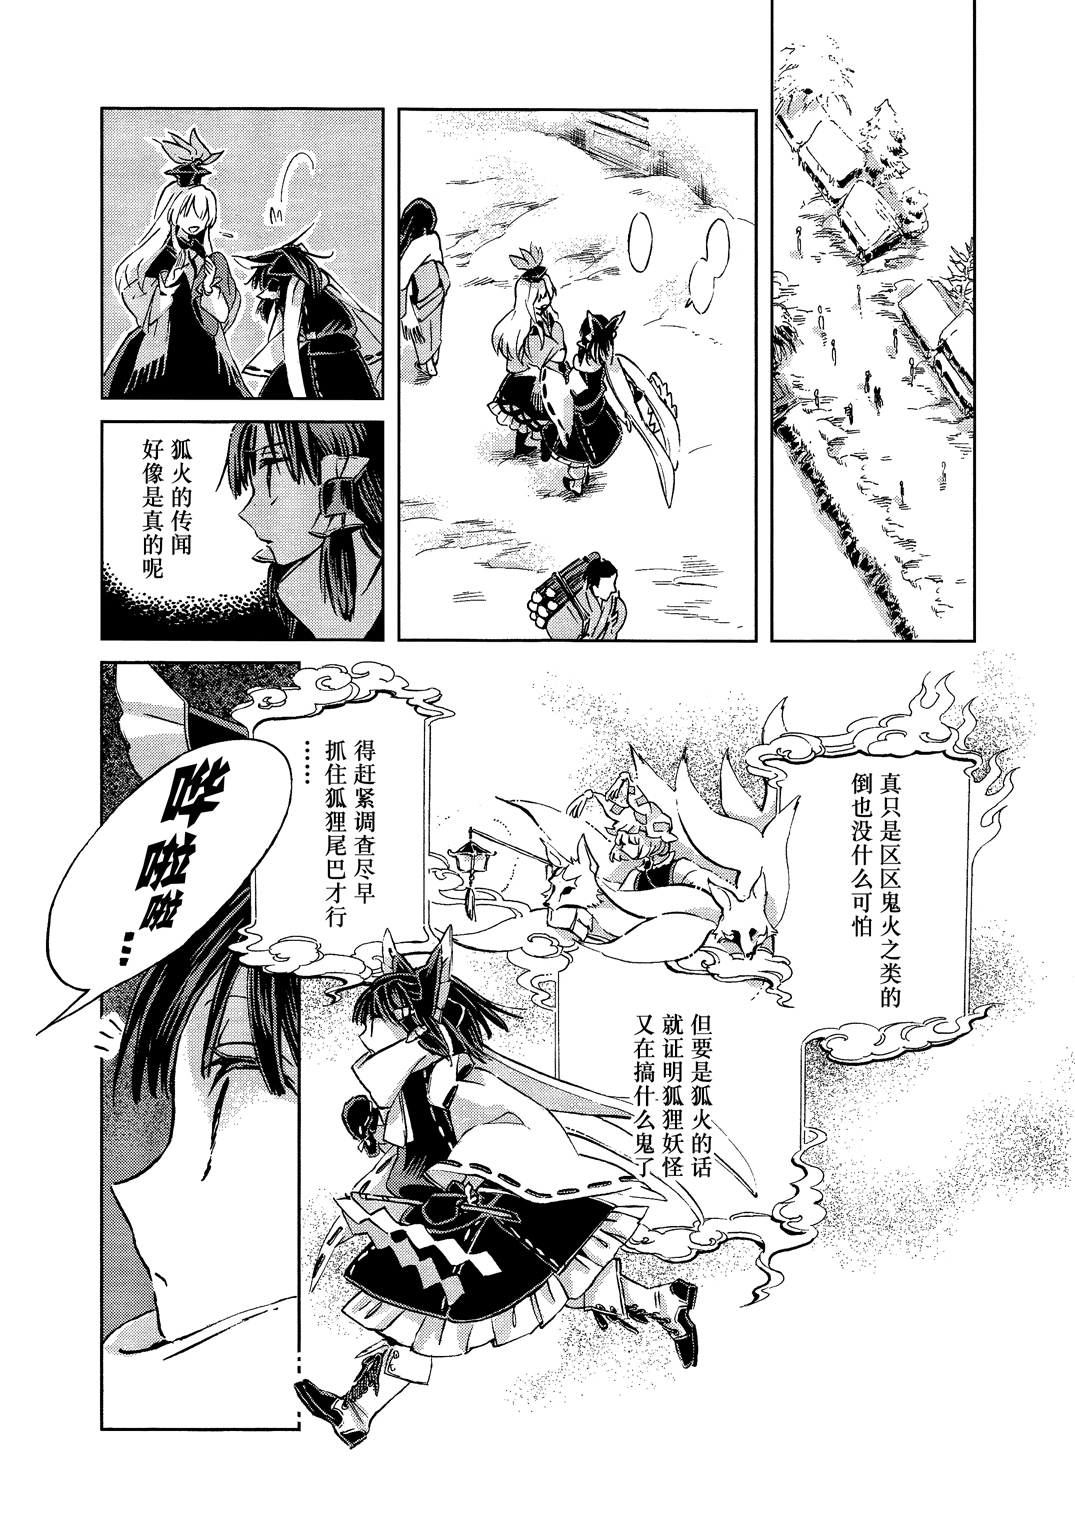 狐火的传闻
好像是真的呢
真只是区区鬼火之类的
倒也没什么可怕
但要是狐火的话
就证明狐狸妖怪
又在搞什么鬼了
得赶紧调查尽早
抓住狐狸尾巴才行
……
哗啦啦…